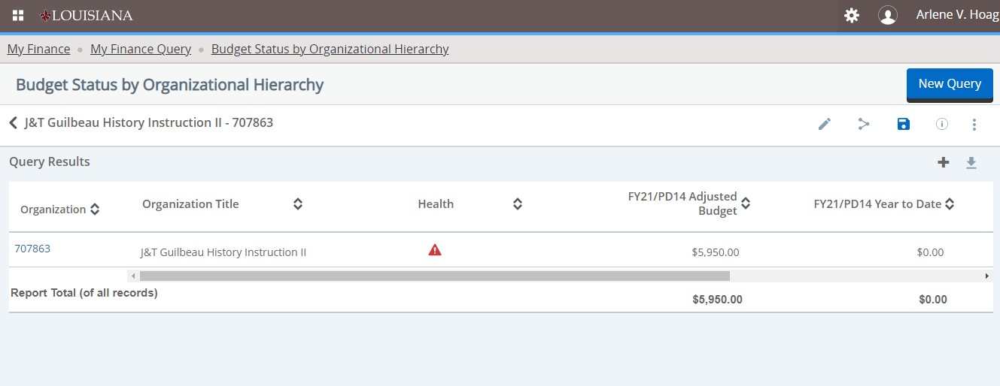 LOUISIANA
Arlene V. Hoag
My Finance • My Finance Query • Budget Status by Organizational Hierarchy
Budget Status by Organizational Hierarchy
New Query
J&T Guilbeau History Instruction II - 707863
Query Results
Organization
Organization Title
Health
FY21/PD14 Adjusted
Budget
FY21/PD14 Year to Date
707863
J&T Guilbeau History Instruction II
$5,950.00
$0.00
Report Total (of all records)
$5,950.00
$0.00